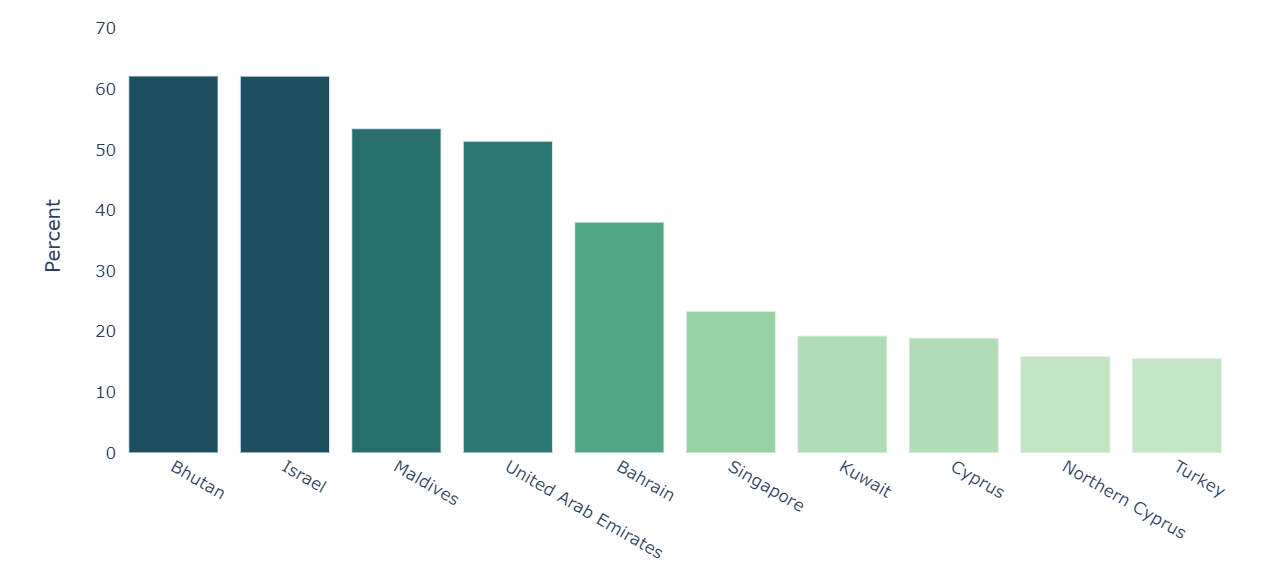 70
60
50
40
30
20
10
0
Percent
Bhutan
Israel
Maldives
United Arab Emirates
Bahrain
Singapore
Kuwait
Cyprus
Northern Cyprus
Turkey